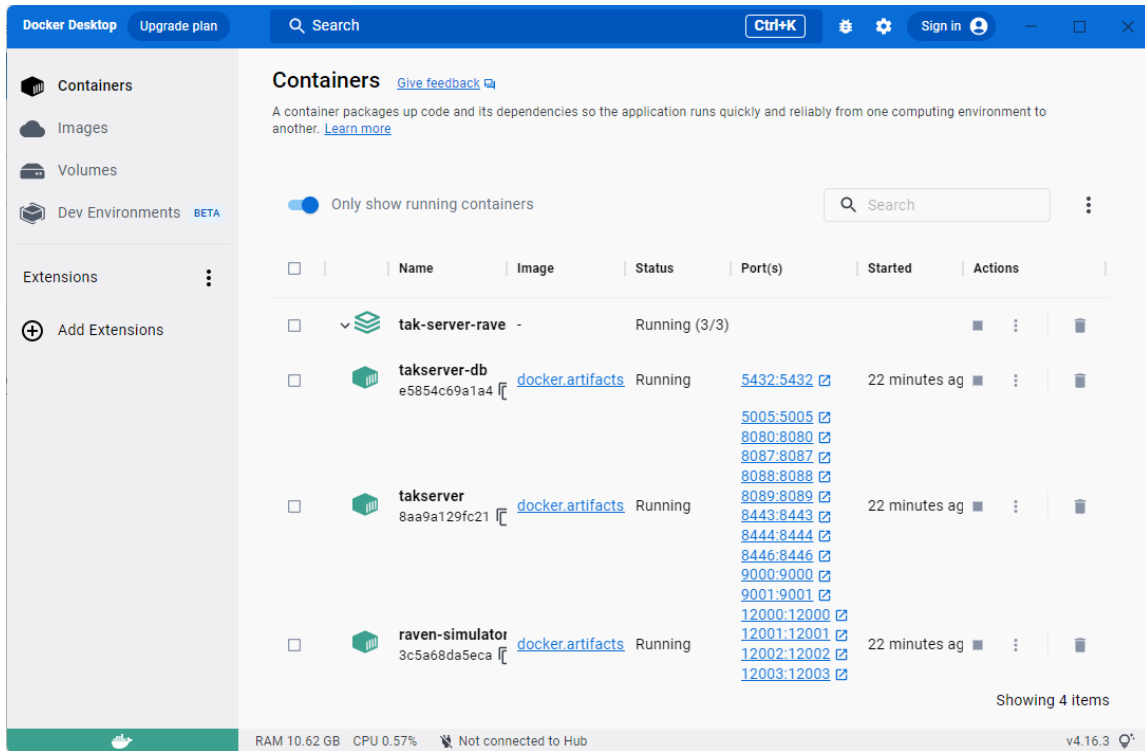 Docker Desktop Upgrade plan Search Ctrl+K Sign in
Containers
Images
Volumes
Dev Environments BETA
Extensions
Add Extensions
Containers Give feedback
A container packages up code and its dependencies so the application runs quickly and reliably from one computing environment to
another. Learn more
Only show running containers Search
Name Image Status Port(s) Started Actions
tak-server-rave - Running (3/3)
takserver-db
e5854c69a1a4 docker.artifacts Running 5432:5432 22 minutes ag
5005:5005
8080:8080
8087:8087
8088:8088
takserver
8aa9a129fc21 docker.artifacts Running 22 minutes ag
8089:8089
8443:8443
8444:8444
8446:8446
9000:9000
9001:9001
raven-simulator
3c5a68da5eca docker.artifacts Running 22 minutes ag
12000:12000
12001:12001
12002:12002
12003:12003
Showing 4 items
RAM 10.62 GB CPU 0.57% Not connected to Hub v4.16.3